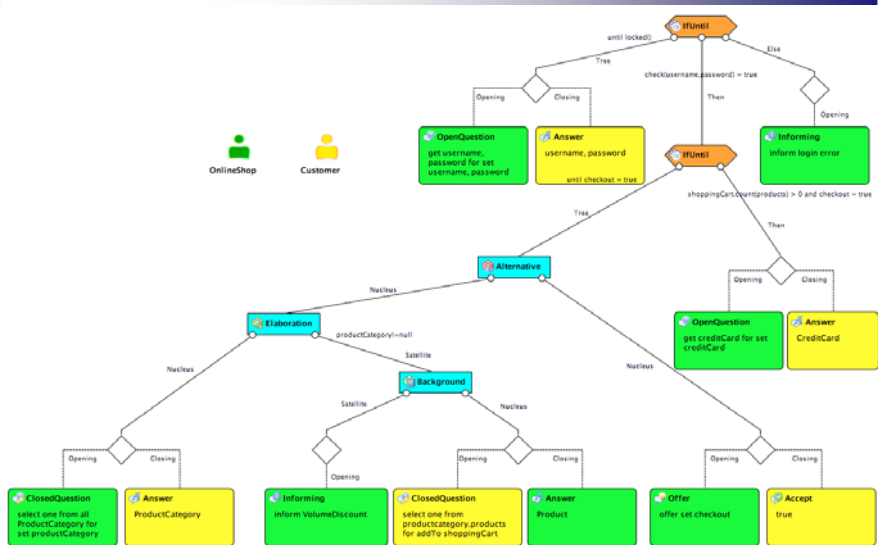 IfUntil
until locked()
Else
Tree
check(username,password) = true
Then
Opening
Closing
Opening
OpenQuestion
get username,
password for set
username, password
Answer
username, password
until checkout = true
Informing
inform login error
OnlineShop
Customer
IfUntil
shoppingCart.count(products) > 0 and checkout = true
Tree
Then
Alternative
Opening
Closing
Nucleus
Elaboration
productCategory!=null
OpenQuestion
get creditCard for set
creditCard
Answer
CreditCard
Satellite
Nucleus
Nucleus
Background
Satellite
Nucleus
Opening
Closing
Opening
Opening
Closing
Opening
Closing
ClosedQuestion
select one from all
ProductCategory for
set productCategory
Answer
ProductCategory
Informing
inform VolumeDiscount
ClosedQuestion
select one from
productcategory.products
for addTo shoppingCart
Answer
Product
Offer
offer set checkout
Accept
true